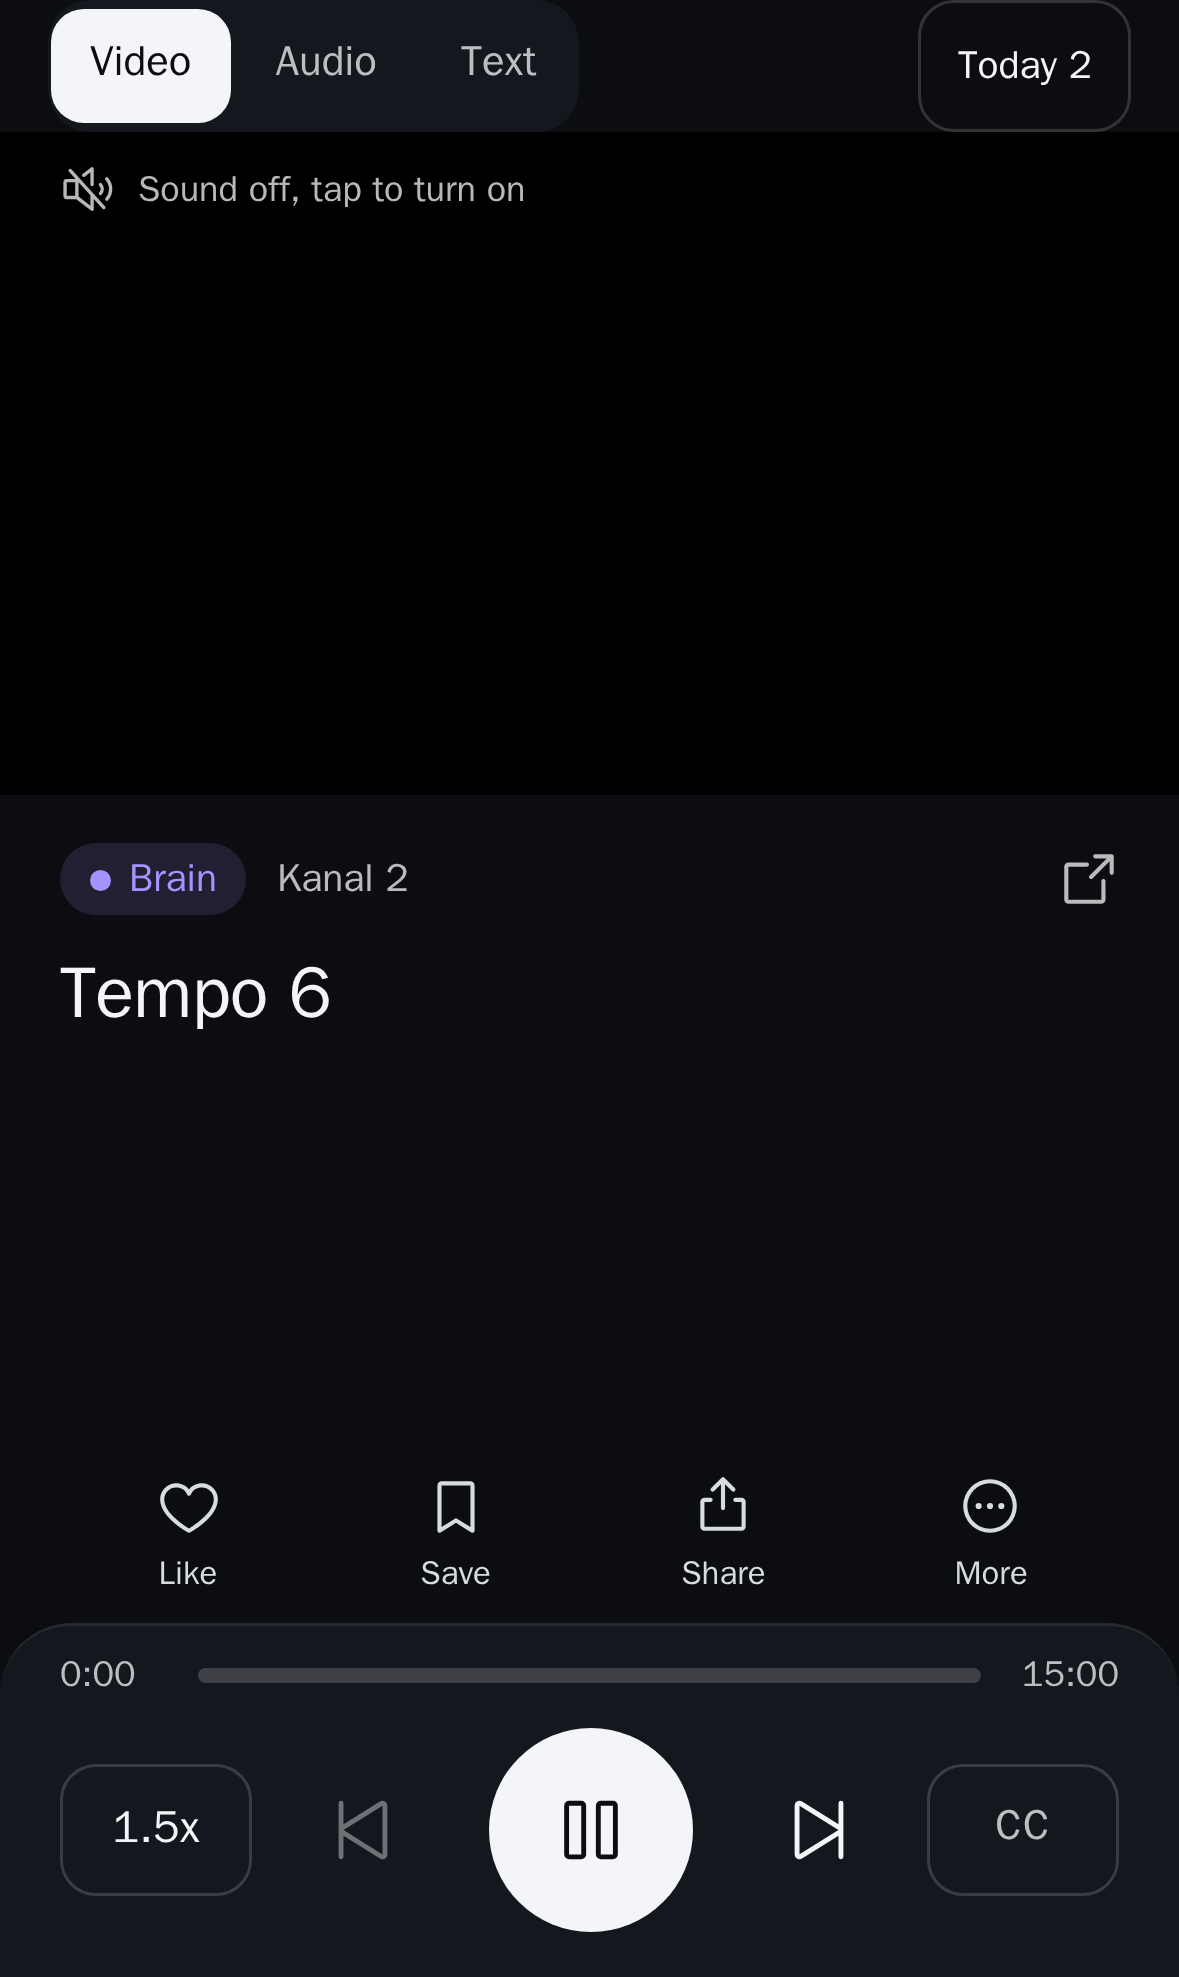 Video Audio Text Today 2
Sound off, tap to turn on
Brain Kanal 2
Tempo 6
Like Save Share More
0:00 15:00
1.5x CC